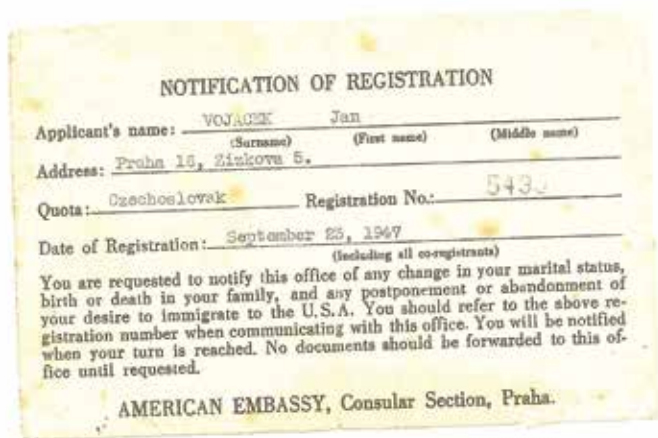 NOTIFICATION OF REGISTRATION
Applicant's name: VOJACEK Jan
(Surname) (First name) (Middle name)
Address: Praha 16, Zizkova 5.
Quota: Czechoslovak Registration No.:
Date of Registration: September 25, 1947
(Including all co-registrants)
You are requested to notify this office of any change in your marital status,
birth or death in your family, and any postponement or abandonment of
your desire to immigrate to the U.S.A. You should refer to the above re-
gistration number when communicating with this office. You will be notified
when your turn is reached. No documents should be forwarded to this of-
fice until requested.
AMERICAN EMBASSY, Consular Section, Praha.